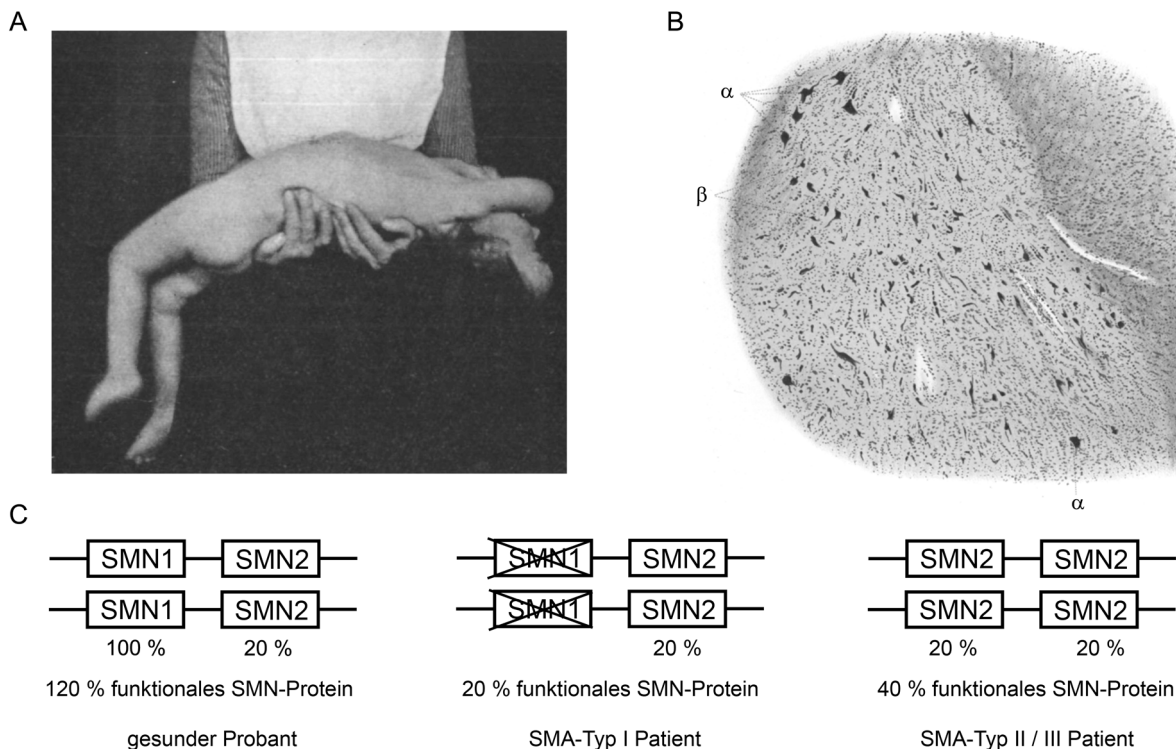 A
B
α
β
α
C
SMN1 SMN2 SMN1 SMN2 SMN2 SMN2
SMN1 SMN2 SMN1 SMN2 SMN2 SMN2
100 % 20 % 20 % 20 % 20 %
120 % funktionales SMN-Protein 20 % funktionales SMN-Protein 40 % funktionales SMN-Protein
gesunder Probant SMA-Typ I Patient SMA-Typ II / III Patient